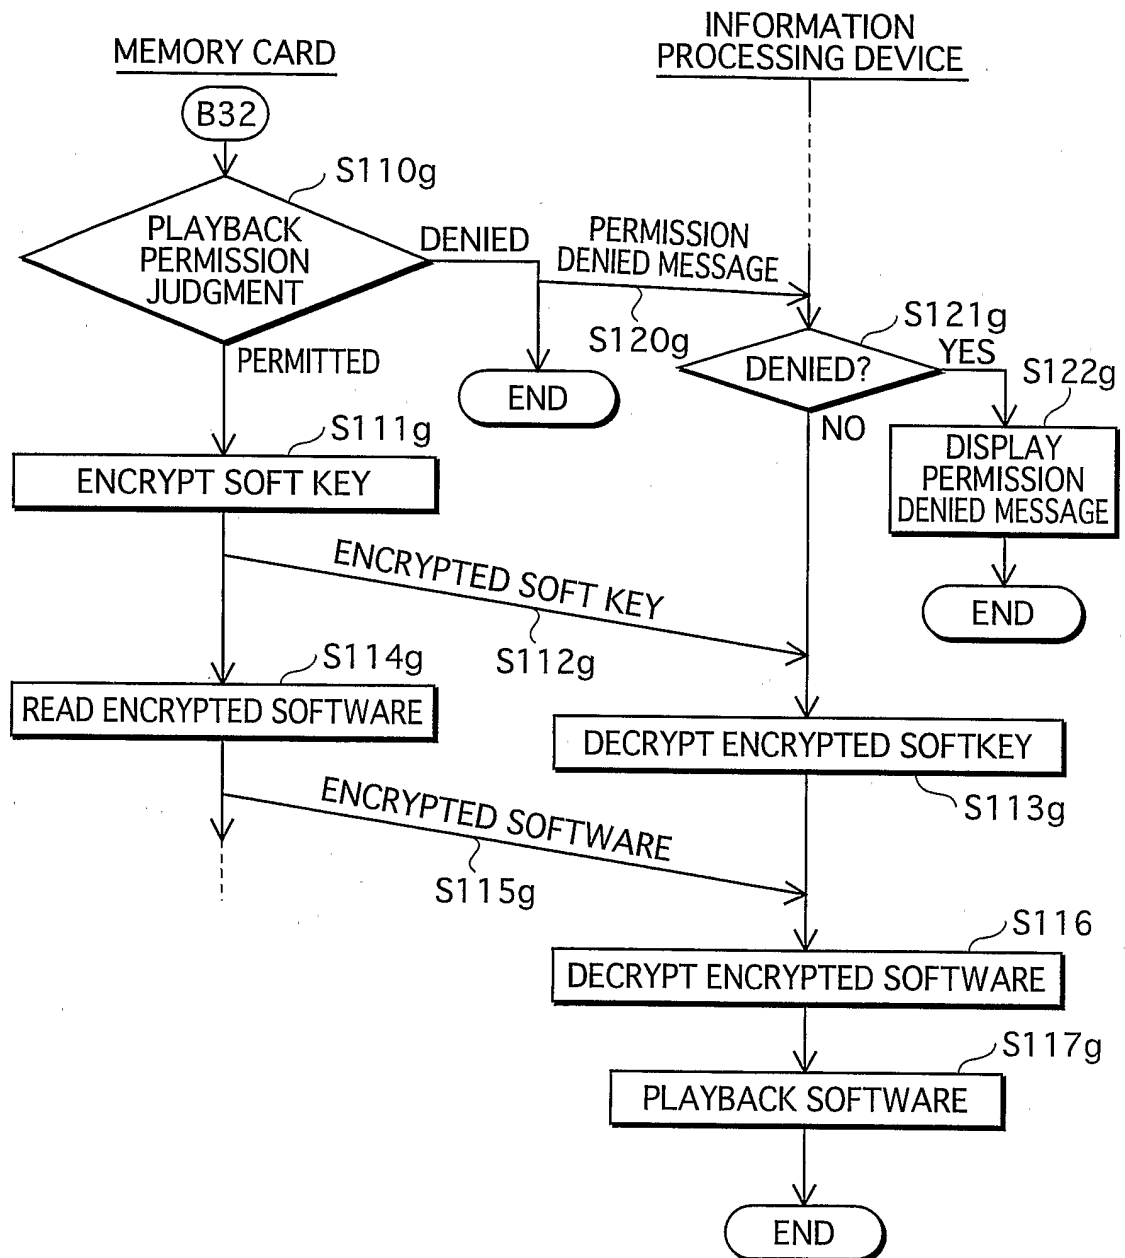 MEMORY CARD
INFORMATION
PROCESSING DEVICE
B32
S110g
PLAYBACK
PERMISSION
JUDGMENT
DENIED
PERMISSION
DENIED MESSAGE
S120g
PERMITTED
END
S121g
DENIED?
YES
NO
S122g
DISPLAY
PERMISSION
DENIED MESSAGE
END
S111g
ENCRYPT SOFT KEY
ENCRYPTED SOFT KEY
S112g
S114g
READ ENCRYPTED SOFTWARE
DECRYPT ENCRYPTED SOFTKEY
S113g
ENCRYPTED SOFTWARE
S115g
S116
DECRYPT ENCRYPTED SOFTWARE
S117g
PLAYBACK SOFTWARE
END